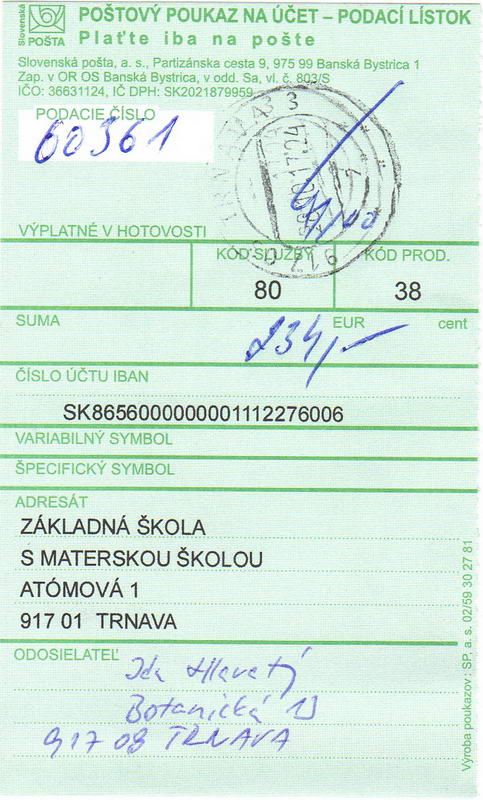 Slovenská
POŠTA
POŠTOVÝ POUKAZ NA ÚČET – PODACÍ LÍSTOK
Plaťte iba na pošte
Slovenská pošta, a. s., Partizánska cesta 9, 975 99 Banská Bystrica 1
Zap. v OR OS Banská Bystrica, v odd. Sa, vl. č. 803/S
IČO: 36631124, IČ DPH: SK2021879959
PODACIE ČÍSLO
60361
TRNAVA 3
VÝPLATNÉ V HOTOVOSTI
KÓD SLUŽBY
KÓD PROD.
80
38
SUMA
EUR
cent
234,-
ČÍSLO ÚČTU IBAN
SK8656000000001112276006
VARIABILNÝ SYMBOL
ŠPECIFICKÝ SYMBOL
ADRESÁT
ZÁKLADNÁ ŠKOLA
S MATERSKOU ŠKOLOU
ATÓMOVÁ 1
917 01 TRNAVA
ODOSIELATEĽ
Hlavatý
Botanická 13
917 08 TRNAVA
Výroba poukazov : SP, a. s. 02/59 30 27 81